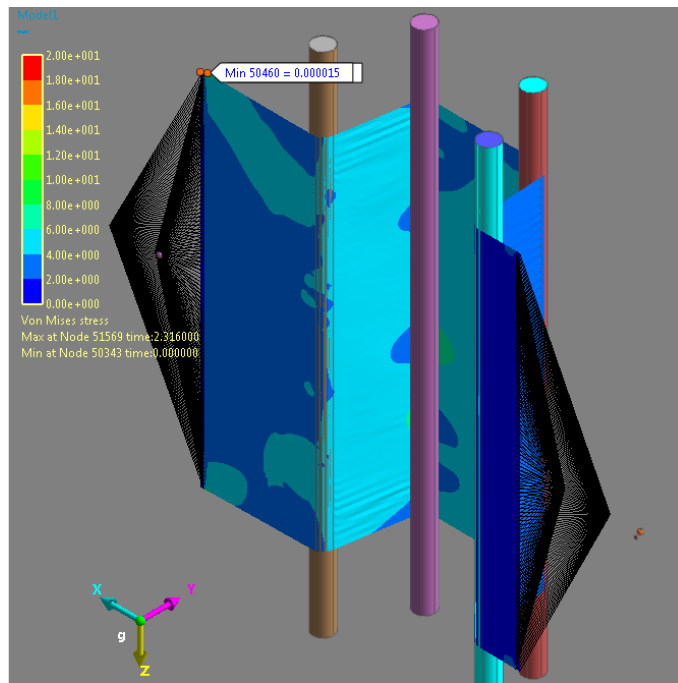 Model1
Min 50460 = 0.000015
2.00e +001
1.80e +001
1.60e +001
1.40e +001
1.20e +001
1.00e +001
8.00e +000
6.00e +000
4.00e +000
2.00e +000
0.00e +000
Von Mises stress
Max at Node 51569 time:2.316000
Min at Node 50343 time:0.000000
X
Y
g
Z